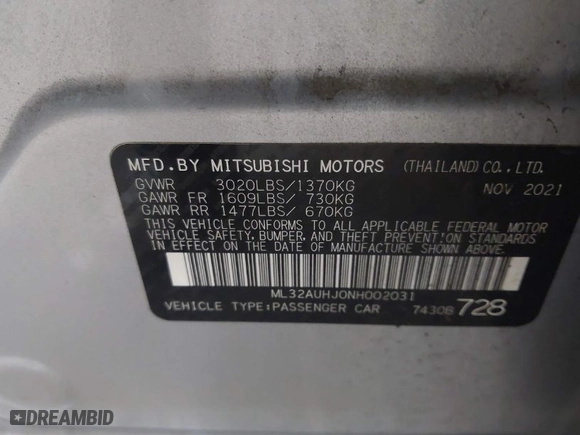 MFD.BY MITSUBISHI MOTORS (THAILAND) CO.,LTD.
GVWR 3020LBS/1370KG NOV 2021
GAWR FR 1609LBS/ 730KG
GAWR RR 1477LBS/ 670KG
THIS VEHICLE CONFORMS TO ALL APPLICABLE FEDERAL MOTOR
VEHICLE SAFETY, BUMPER, AND THEFT PREVENTION STANDARDS
IN EFFECT ON THE DATE OF MANUFACTURE SHOWN ABOVE.
ML32AUHJ0NH002031
VEHICLE TYPE:PASSENGER CAR 7430B 728
DREAMBID